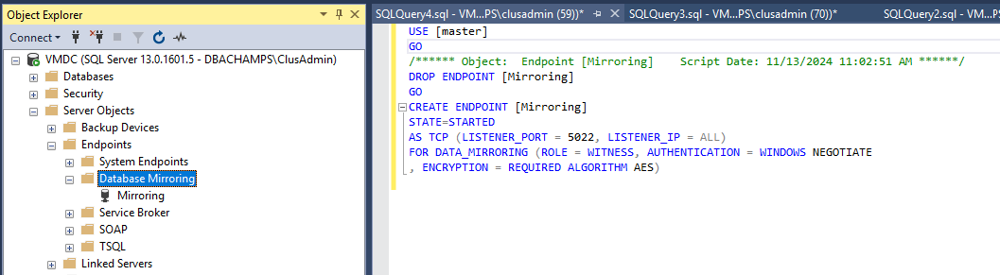 Object Explorer
Connect
VMDC (SQL Server 13.0.1601.5 - DBACHAMPS\ClusAdmin)
Databases
Security
Server Objects
Backup Devices
Endpoints
System Endpoints
Database Mirroring
Mirroring
Service Broker
SOAP
TSQL
Linked Servers
SQLQuery4.sql - VM...PS\clusadmin (59))*
SQLQuery3.sql - VM...PS\clusadmin (70))*
SQLQuery2.sql - VM...P
USE [master]
GO
/****** Object:  Endpoint [Mirroring]    Script Date: 11/13/2024 11:02:51 AM ******/
DROP ENDPOINT [Mirroring]
GO
CREATE ENDPOINT [Mirroring]
STATE=STARTED
AS TCP (LISTENER_PORT = 5022, LISTENER_IP = ALL)
FOR DATA_MIRRORING (ROLE = WITNESS, AUTHENTICATION = WINDOWS NEGOTIATE
, ENCRYPTION = REQUIRED ALGORITHM AES)